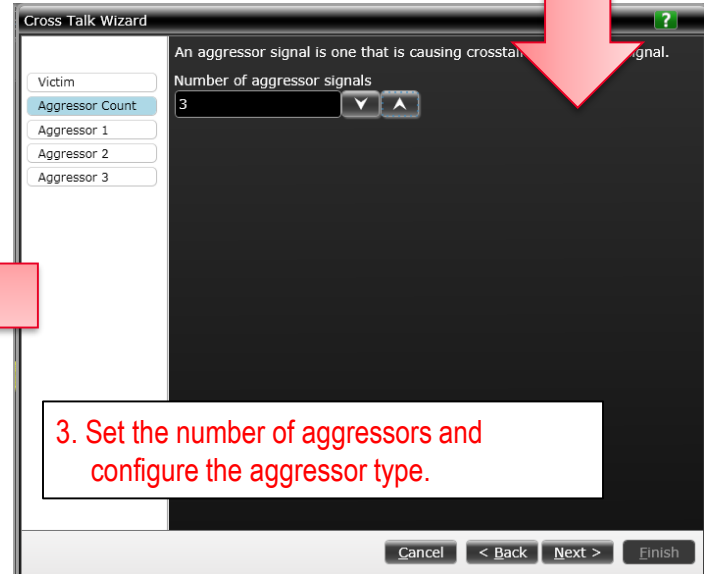 Cross Talk Wizard
?
An aggressor signal is one that is causing crosstal gnal.
Victim
Aggressor Count
Aggressor 1
Aggressor 2
Aggressor 3
Number of aggressor signals
3
3. Set the number of aggressors and
configure the aggressor type.
Cancel < Back Next > Finish